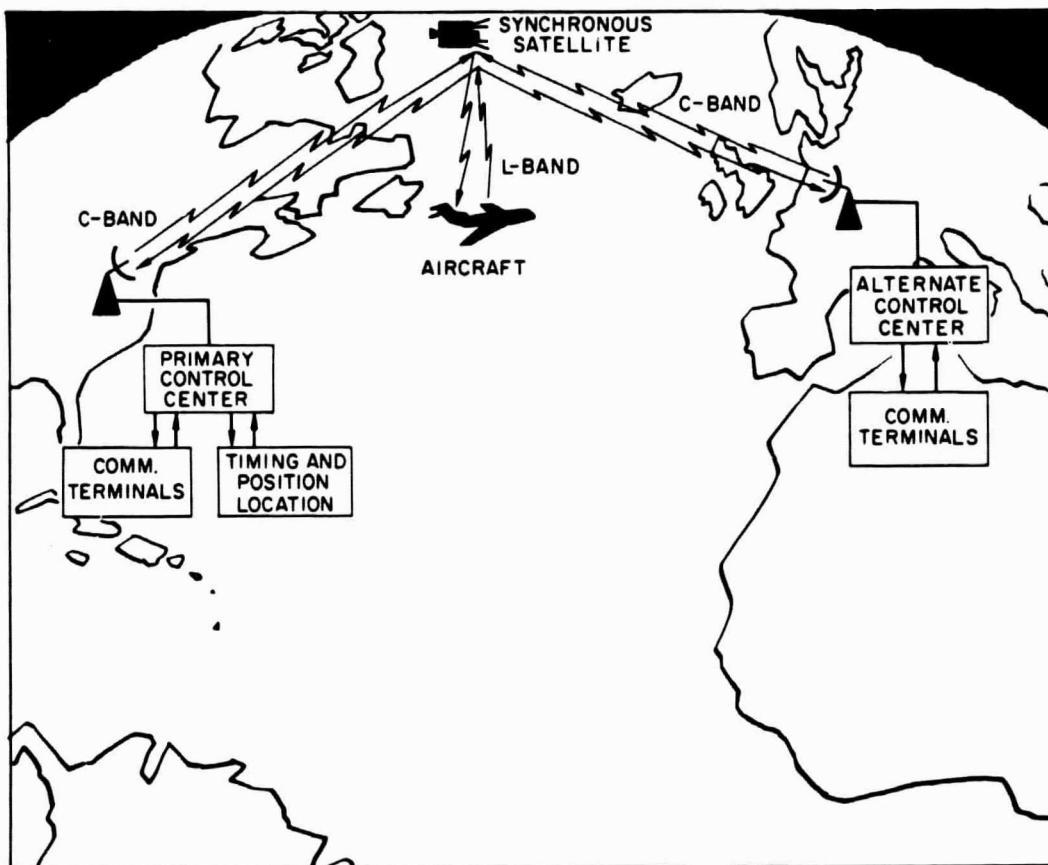 SYNCHRONOUS
SATELLITE
C-BAND
L-BAND
C-BAND
AIRCRAFT
PRIMARY
CONTROL
CENTER
COMM.
TERMINALS
TIMING AND
POSITION
LOCATION
ALTERNATE
CONTROL
CENTER
COMM.
TERMINALS